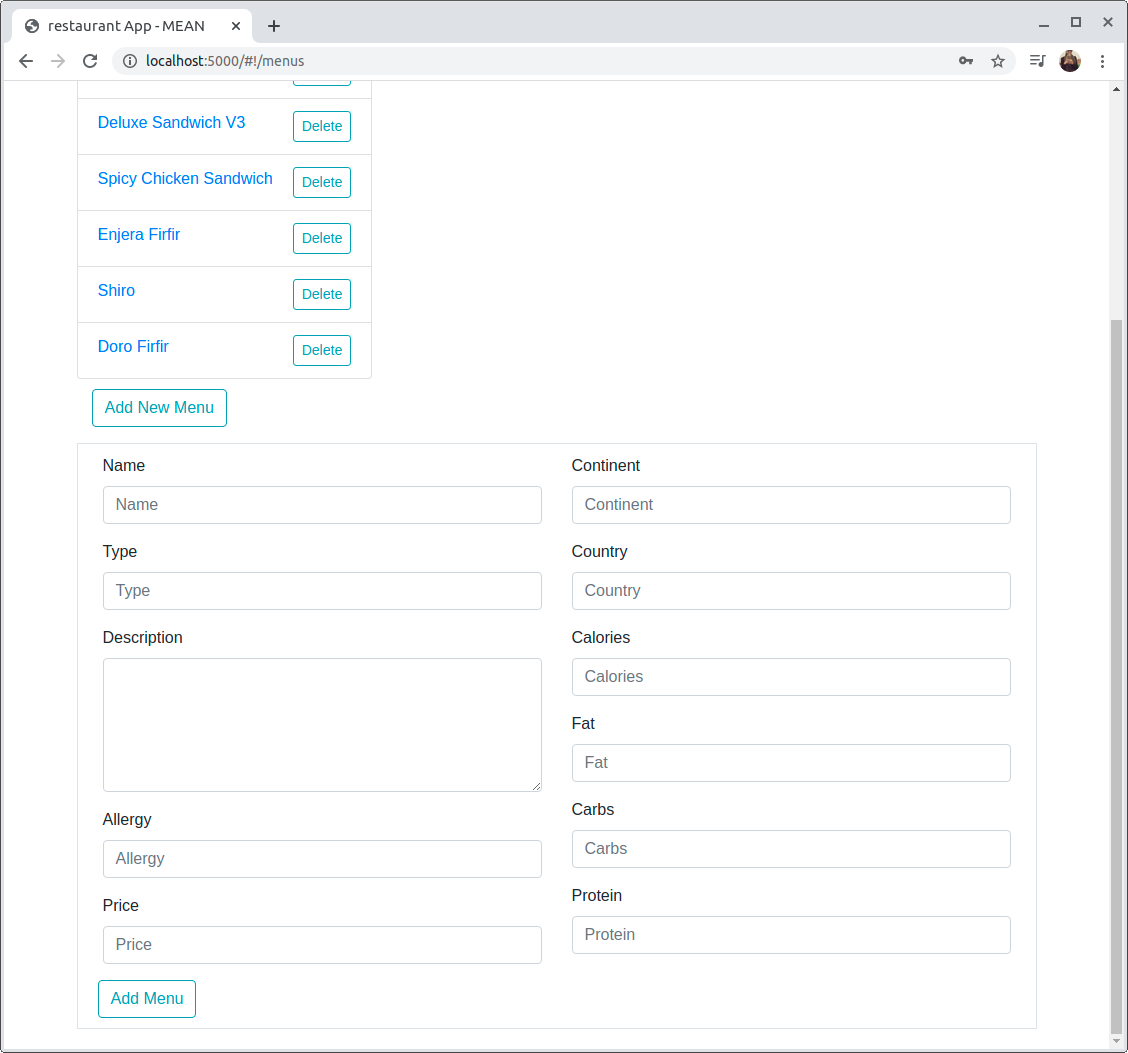 restaurant App - MEAN
localhost:5000/#!/menus
Deluxe Sandwich V3 Delete
Spicy Chicken Sandwich Delete
Enjera Firfir Delete
Shiro Delete
Doro Firfir Delete
Add New Menu
Name
Name
Type
Type
Description
Allergy
Allergy
Price
Price
Continent
Continent
Country
Country
Calories
Calories
Fat
Fat
Carbs
Carbs
Protein
Protein
Add Menu